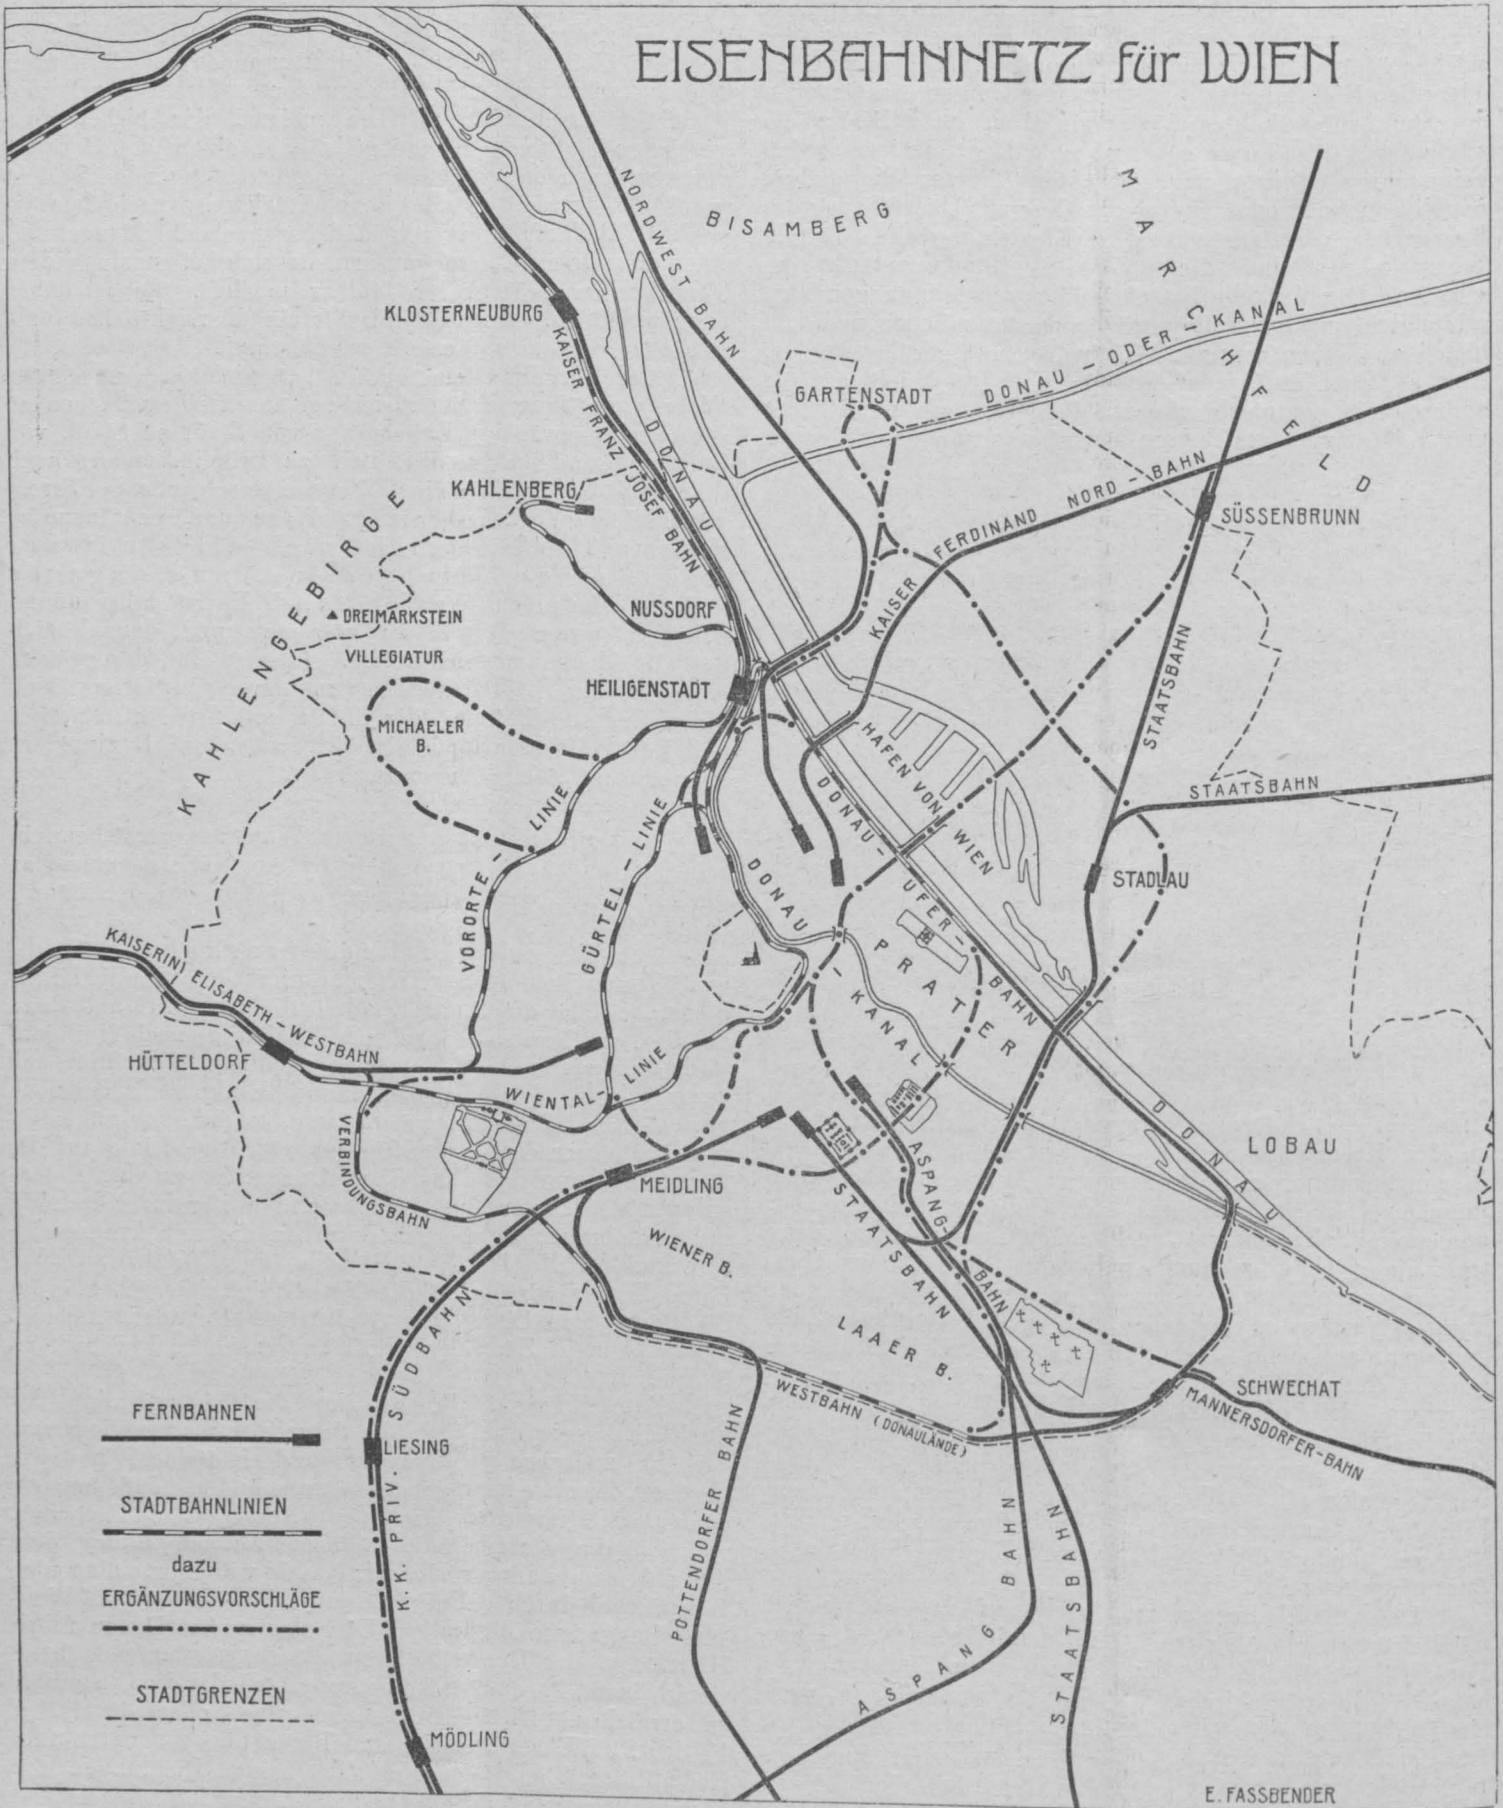 EISENBAHNNETZ für WIEN
MARCHFELD
NORDWEST BAHN
BISAMBERG
KLOSTERNEUBURG
KAISER FRANZ JOSEF BAHN
DONAU
GARTENSTADT
DONAU - ODER - KANAL
KAHLENBERG
KAISER FERDINAND NORD - BAHN
SÜSSENBRUNN
KAHLENGEBIRGE
DREIMARKSTEIN
NUSSDORF
VILLEGIATUR
HEILIGENSTADT
STAATSBAHN
MICHAELER
B.
HAFEN VON WIEN
STAATSBAHN
VORORTE - LINIE
GÜRTEL - LINIE
DONAU - KANAL
DONAU - UFER - BAHN
STADLAU
PRATER
KAISERIN ELISABETH - WESTBAHN
HÜTTELDORF
WIENTAL - LINIE
VERBINDUNGSBAHN
DONAU
LOBAU
MEIDLING
WIENER B.
STAATSBAHN
ASPANG - BAHN
LAAER B.
K.K. PRIV. SÜDBAHN
WESTBAHN (DONAULÄNDE)
SCHWECHAT
MANNERSDORFER - BAHN
LIESING
POTTENDORFER BAHN
ASPANG BAHN
STAATSBAHN
MÖDLING
FERNBAHNEN
STADTBAHNLINIEN
dazu
ERGÄNZUNGSVORSCHLÄGE
STADTGRENZEN
E. FASSBENDER